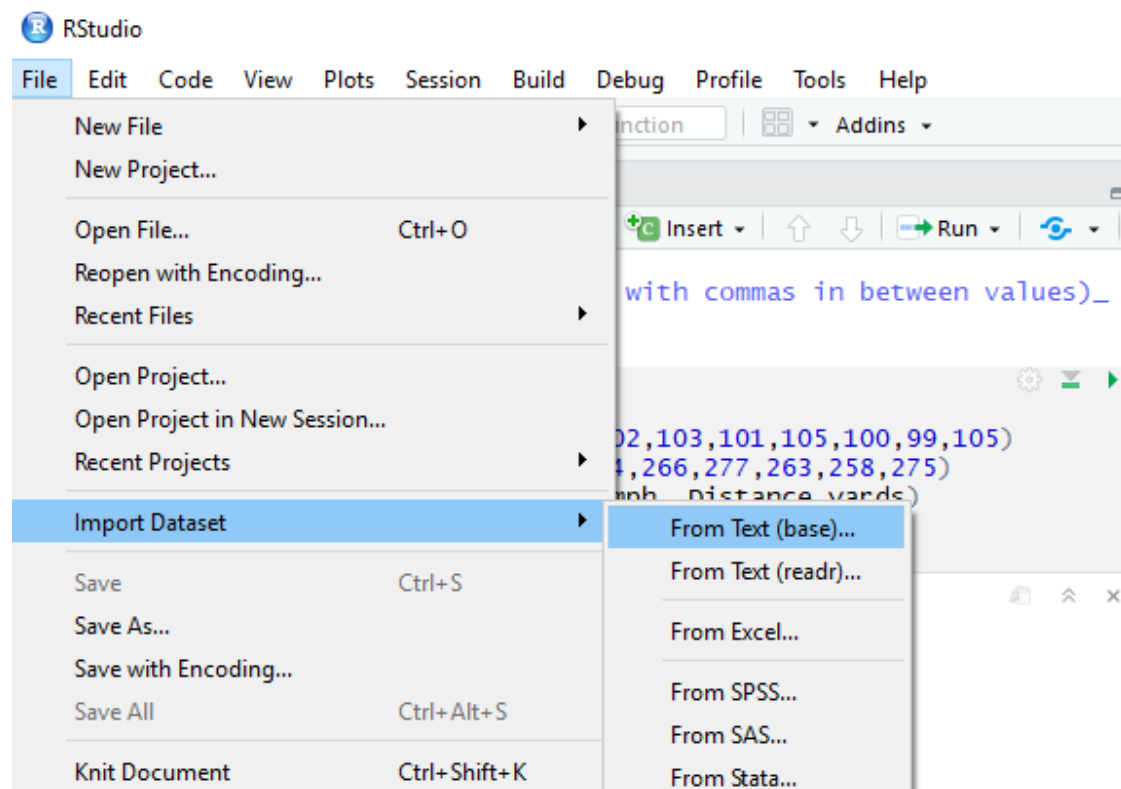 RStudio
File Edit Code View Plots Session Build Debug Profile Tools Help
New File
Addins
New Project...
Open File... Ctrl+O
Insert Run
Reopen with Encoding...
with commas in between values)_
Recent Files
Open Project...
Open Project in New Session...
02,103,101,105,100,99,105)
Recent Projects
,266,277,263,258,275)
Distance yards)
Import Dataset
From Text (base)...
From Text (readr)...
Save Ctrl+S
Save As...
From Excel...
Save with Encoding...
From SPSS...
Save All Ctrl+Alt+S
From SAS...
Knit Document Ctrl+Shift+K
From Stata...